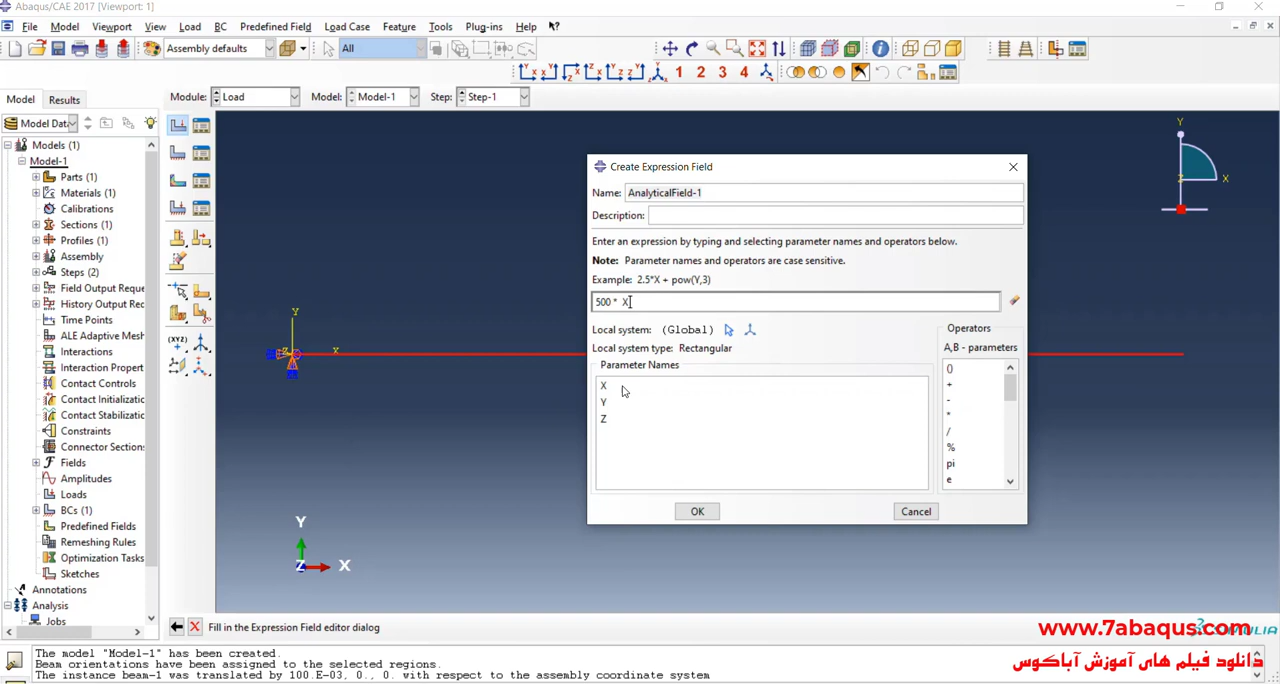 Abaqus/CAE 2017 [Viewport: 1]
File Model Viewport View Load BC Predefined Field Load Case Feature Tools Plug-ins Help
Assembly defaults All
1 2 3 4
Model Results Module: Load Model: Model-1 Step: Step-1
Model Data
Models (1)
Model-1
Parts (1)
Materials (1)
Calibrations
Sections (1)
Profiles (1)
Assembly
Steps (2)
Field Output Reque
History Output Reque
Time Points
ALE Adaptive Mesh
Interactions
Interaction Property
Contact Controls
Contact Initializatio
Contact Stabilizatio
Constraints
Connector Sections
Fields
Amplitudes
Loads
BCs (1)
Predefined Fields
Remeshing Rules
Optimization Tasks
Sketches
Annotations
Analysis
Jobs
Create Expression Field
Name: AnalyticalField-1
Description:
Enter an expression by typing and selecting parameter names and operators below.
Note: Parameter names and operators are case sensitive.
Example: 2.5*X + pow(Y,3)
500 * X
Local system: (Global)
Local system type: Rectangular
Parameter Names
X
Y
Z
Operators
A,B - parameters
()
+
-
*
/
%
pi
e
OK Cancel
Y
Z X
Y
Z X
Y
Z X
Fill in the Expression Field editor dialog
The model "Model-1" has been created.
Beam orientations have been assigned to the selected regions.
The instance beam-1 was translated by 100.E-03, 0., 0. with respect to the assembly coordinate system
www.7abaqus.com
دانلود فیلم های آموزش آباکوس